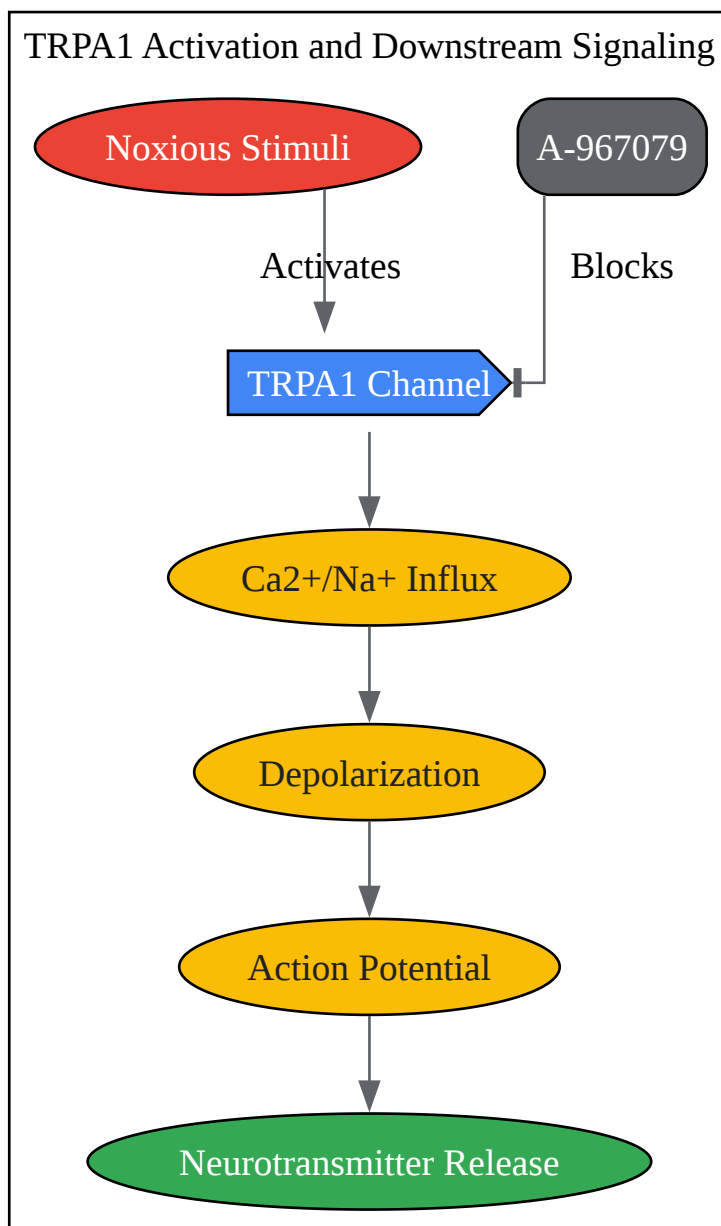 TRPA1 Activation and Downstream Signaling
Noxious Stimuli
A-967079
Activates
Blocks
TRPA1 Channel
Ca2+/Na+ Influx
Depolarization
Action Potential
Neurotransmitter Release